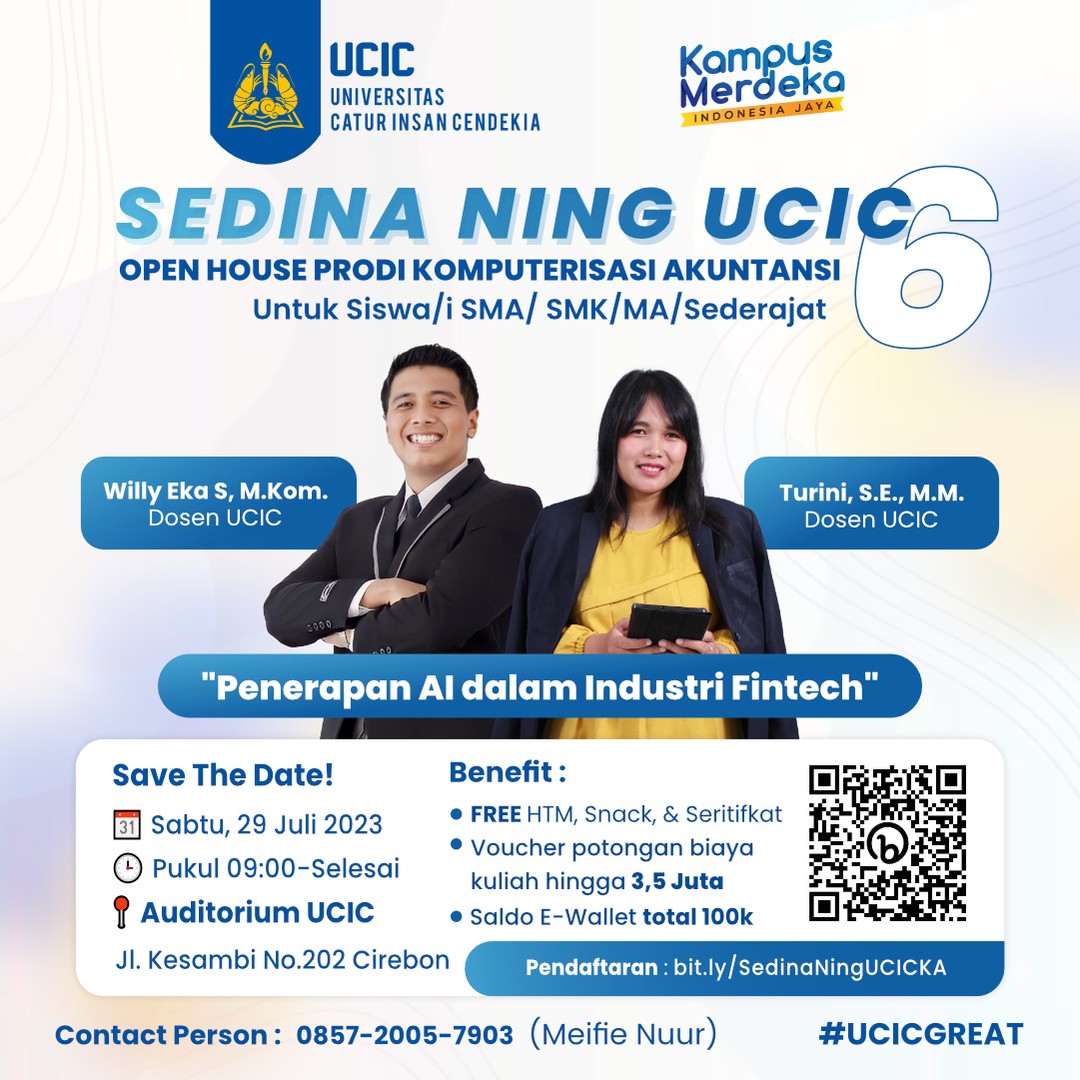 UCIC
UNIVERSITAS
CATUR INSAN CENDEKIA
Kampus
Merdeka
INDONESIA JAYA
SEDINA NING UCIC 6
OPEN HOUSE PRODI KOMPUTERISASI AKUNTANSI
Untuk Siswa/i SMA/ SMK/MA/Sederajat
Willy Eka S, M.Kom.
Dosen UCIC
Turini, S.E., M.M.
Dosen UCIC
"Penerapan AI dalam Industri Fintech"
Save The Date!
31 Sabtu, 29 Juli 2023
Pukul 09:00-Selesai
Auditorium UCIC
Jl. Kesambi No.202 Cirebon
Benefit :
• FREE HTM, Snack, & Seritifkat
• Voucher potongan biaya
kuliah hingga 3,5 Juta
• Saldo E-Wallet total 100k
b
Pendaftaran : bit.ly/SedinaNingUCICKA
Contact Person : 0857-2005-7903 (Meifie Nuur)
#UCICGREAT